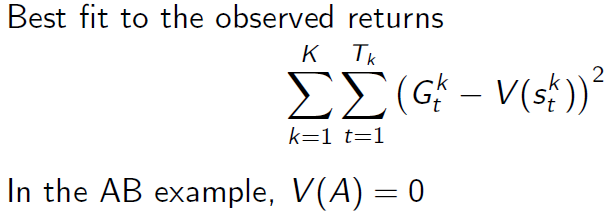 Best fit to the observed returns
K T_k
∑ ∑ (G_t^k − V(s_t^k))^2
k=1 t=1
In the AB example, V(A) = 0